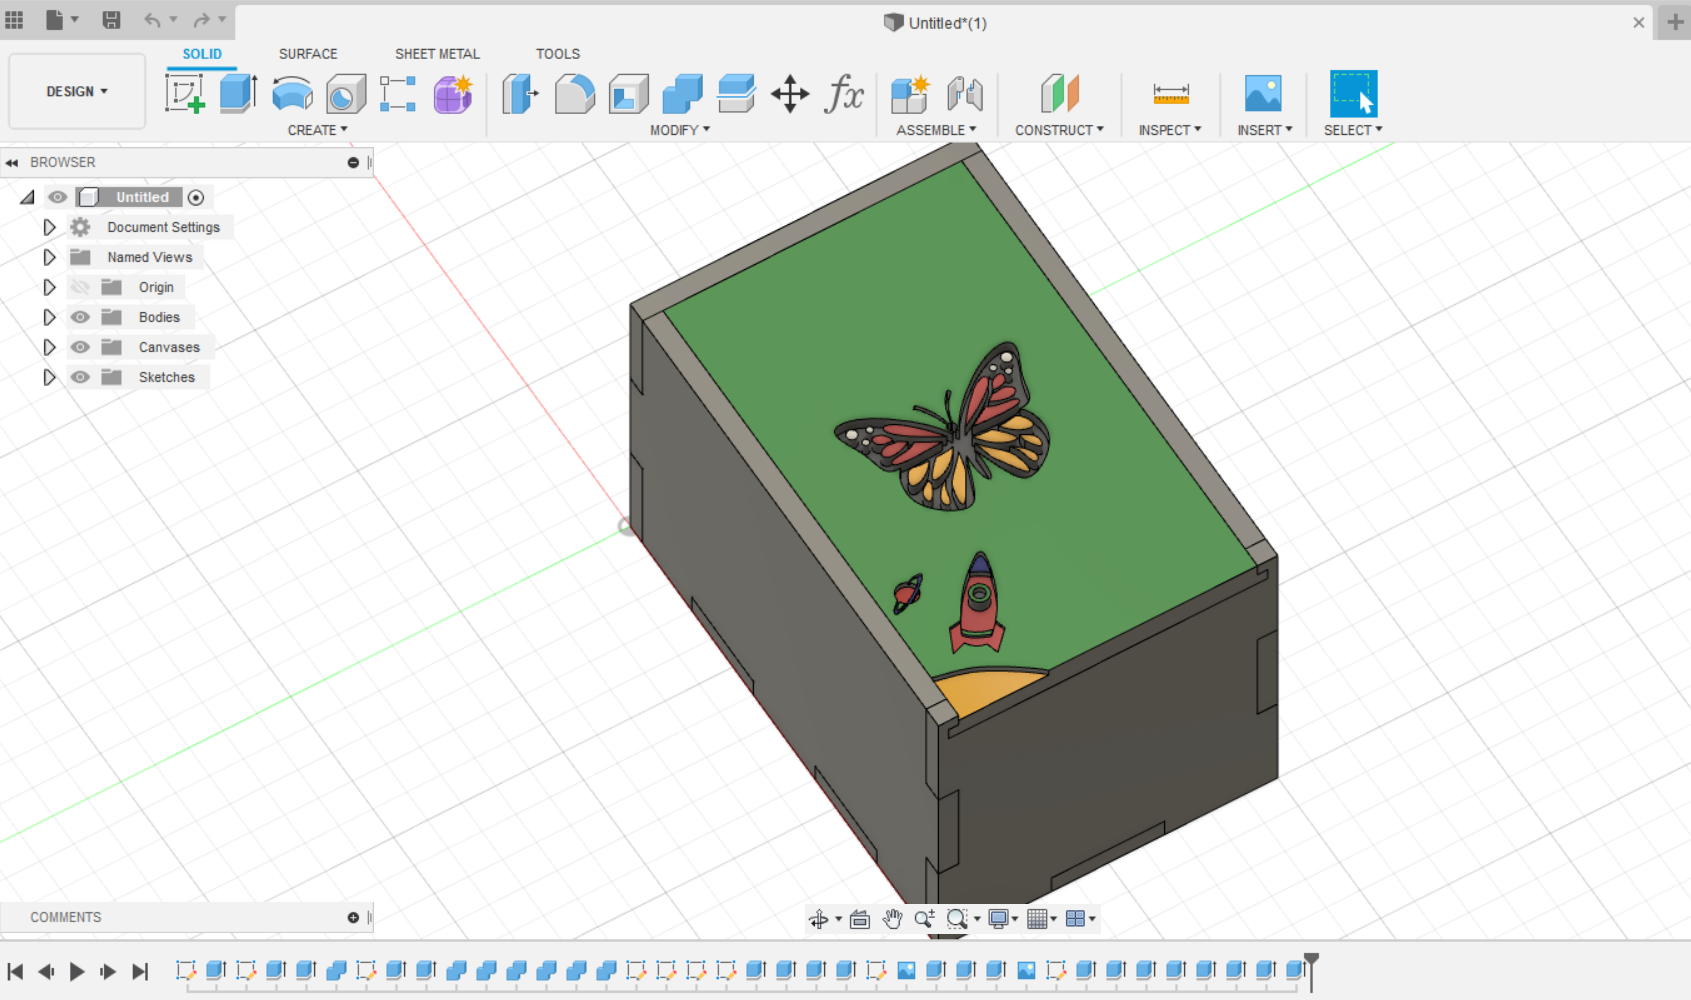 Untitled*(1)
SOLID SURFACE SHEET METAL TOOLS
DESIGN
fx
CREATE MODIFY ASSEMBLE CONSTRUCT INSPECT INSERT SELECT
BROWSER
Untitled
Document Settings
Named Views
Origin
Bodies
Canvases
Sketches
COMMENTS